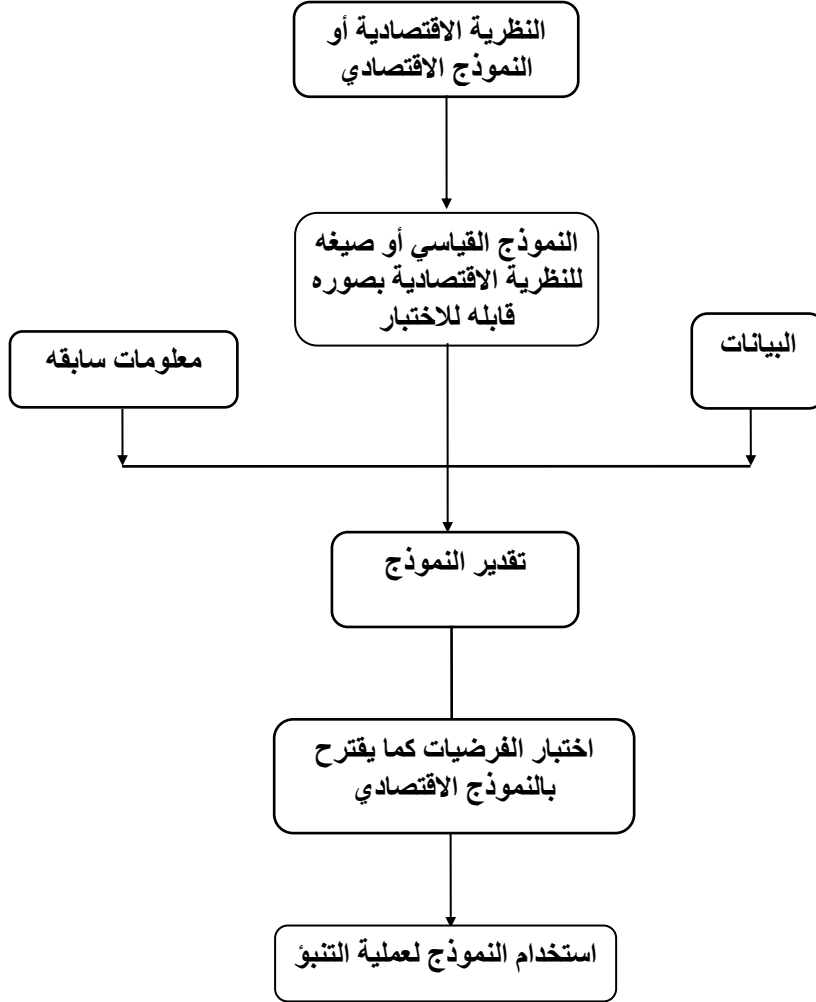 النظرية الاقتصادية أو
النموذج الاقتصادي
النموذج القياسي أو صيغه
للنظرية الاقتصادية بصوره
قابله للاختبار
البيانات
معلومات سابقه
تقدير النموذج
اختبار الفرضيات كما يقترح
بالنموذج الاقتصادي
استخدام النموذج لعملية التنبؤ